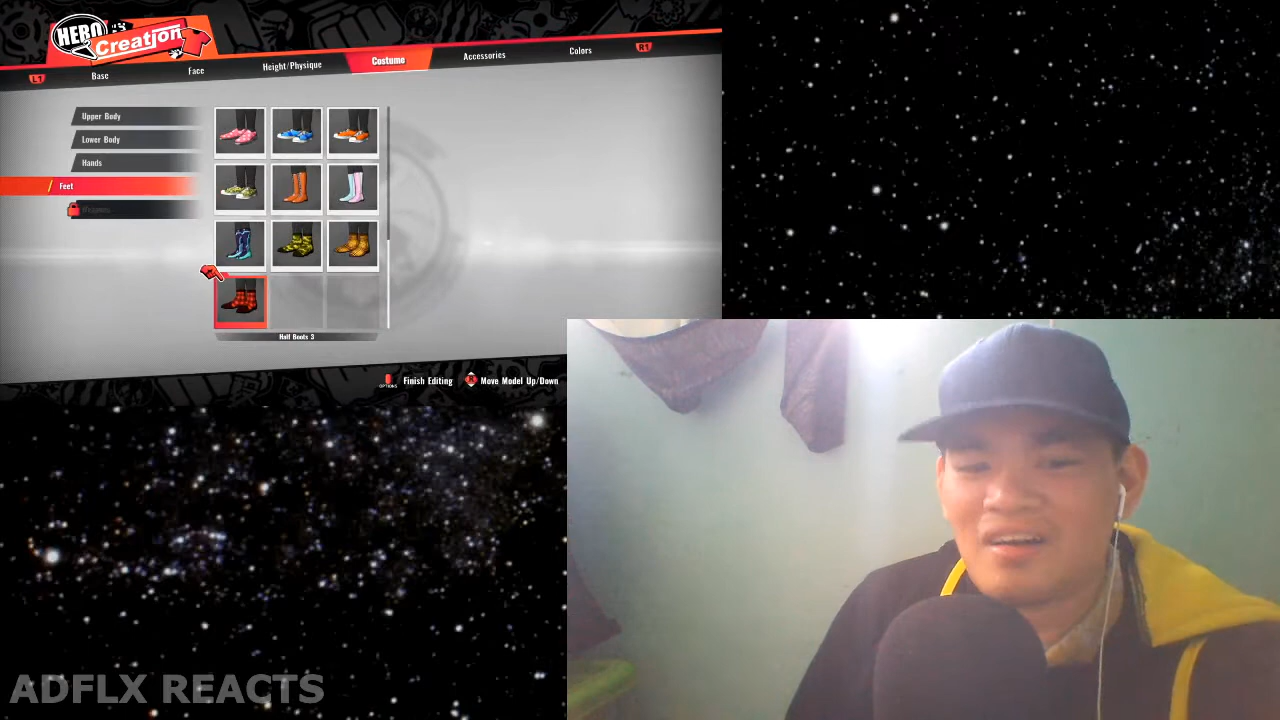 HERO'S
Creation
L1
Base
Face
Height/Physique
Costume
Accessories
Colors
R1
Upper Body
Lower Body
Hands
Feet
Half Boots 3
OPTIONS
Finish Editing
R
Move Model Up/Down
ADFLX REACTS